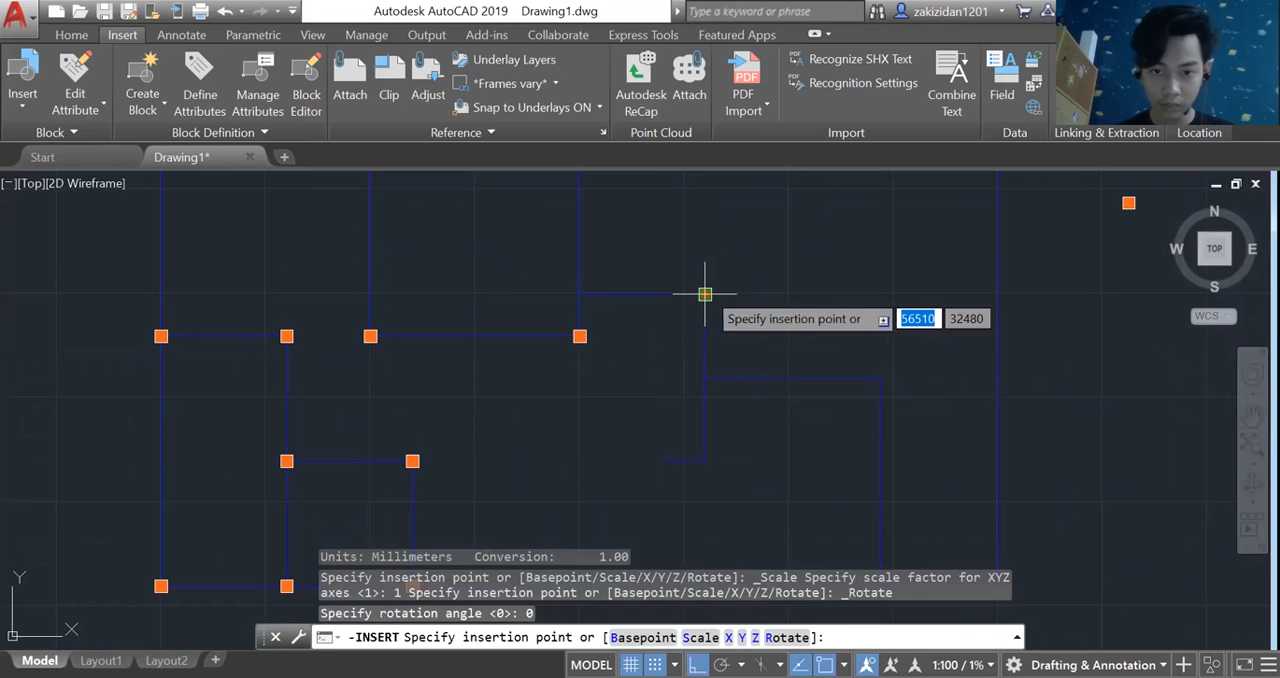 Autodesk AutoCAD 2019 Drawing1.dwg
Type a keyword or phrase
zakizidan1201
Home Insert Annotate Parametric View Manage Output Add-ins Collaborate Express Tools Featured Apps
Insert
Edit Attribute
Create Block
Define Attributes
Manage Attributes
Block Editor
Attach
Clip
Adjust
Underlay Layers
*Frames vary*
Snap to Underlays ON
Autodesk ReCap
Attach
PDF Import
PDF
Recognize SHX Text
Recognition Settings
Combine Text
Field
Block
Block Definition
Reference
Point Cloud
Import
Data
Linking & Extraction
Location
Start
Drawing1*
[−][Top][2D Wireframe]
N
W
TOP
E
S
WCS
Specify insertion point or
56510
32480
Units: Millimeters Conversion: 1.00
Specify insertion point or [Basepoint/Scale/X/Y/Z/Rotate]: _Scale Specify scale factor for XYZ
axes <1>: 1 Specify insertion point or [Basepoint/Scale/X/Y/Z/Rotate]: _Rotate
Specify rotation angle <0>: 0
-INSERT Specify insertion point or [Basepoint Scale X Y Z Rotate]:
Y
X
Model Layout1 Layout2
MODEL
1:100 / 1%
Drafting & Annotation